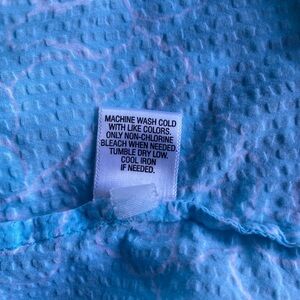 MACHINE WASH COLD
WITH LIKE COLORS.
ONLY NON-CHLORINE
BLEACH WHEN NEEDED.
TUMBLE DRY LOW.
COOL IRON
IF NEEDED.